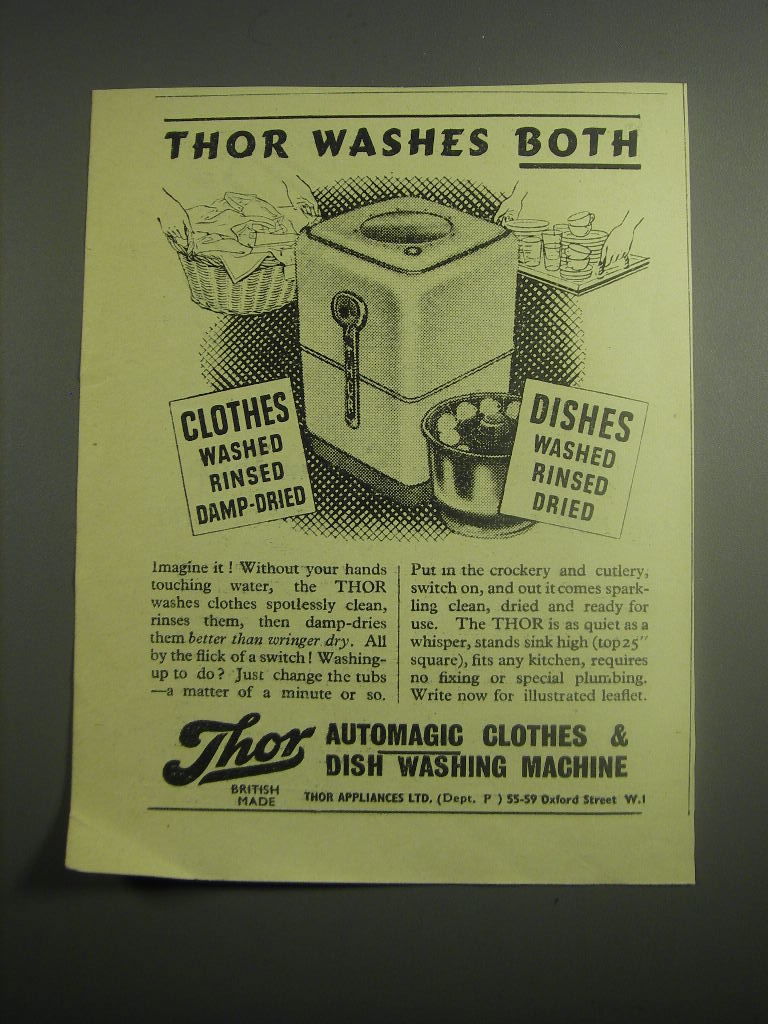 THOR WASHES BOTH
CLOTHES
WASHED
RINSED
DAMP-DRIED
DISHES
WASHED
RINSED
DRIED
Imagine it! Without your hands
touching water, the THOR
washes clothes spotlessly clean,
rinses them, then damp-dries
them better than wringer dry. All
by the flick of a switch! Washing-
up to do? Just change the tubs
—a matter of a minute or so.
Put in the crockery and cutlery,
switch on, and out it comes spark-
ling clean, dried and ready for
use. The THOR is as quiet as a
whisper, stands sink high (top 25"
square), fits any kitchen, requires
no fixing or special plumbing.
Write now for illustrated leaflet.
Thor
BRITISH
MADE
AUTOMAGIC CLOTHES &
DISH WASHING MACHINE
THOR APPLIANCES LTD. (Dept. P ) 55-59 Oxford Street W.1